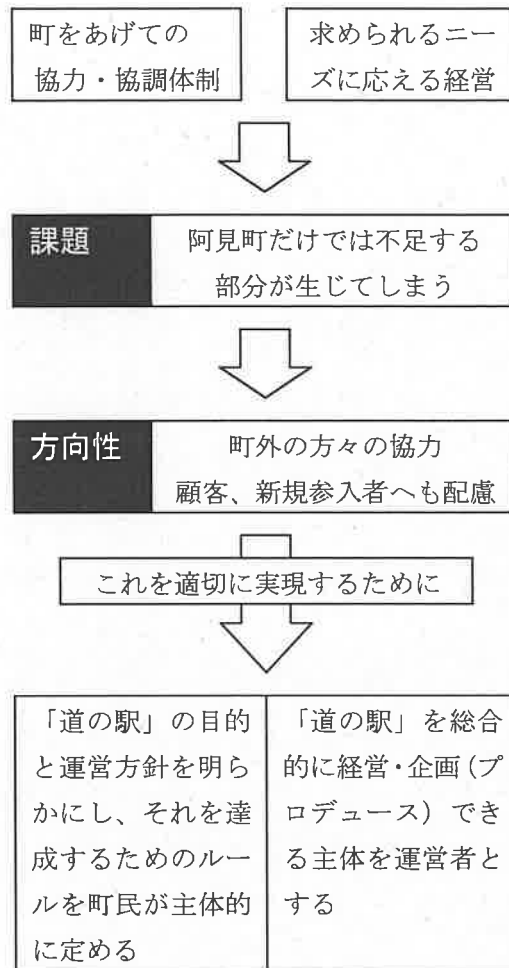 町をあげての
協力・協調体制
求められるニー
ズに応える経営
課題
阿見町だけでは不足する
部分が生じてしまう
方向性
町外の方々の協力
顧客、新規参入者へも配慮
これを適切に実現するために
「道の駅」の目的
と運営方針を明ら
かにし、それを達
成するためのルー
ルを町民が主体的
に定める
「道の駅」を総合
的に経営・企画（プ
ロデュース）でき
る主体を運営者と
する